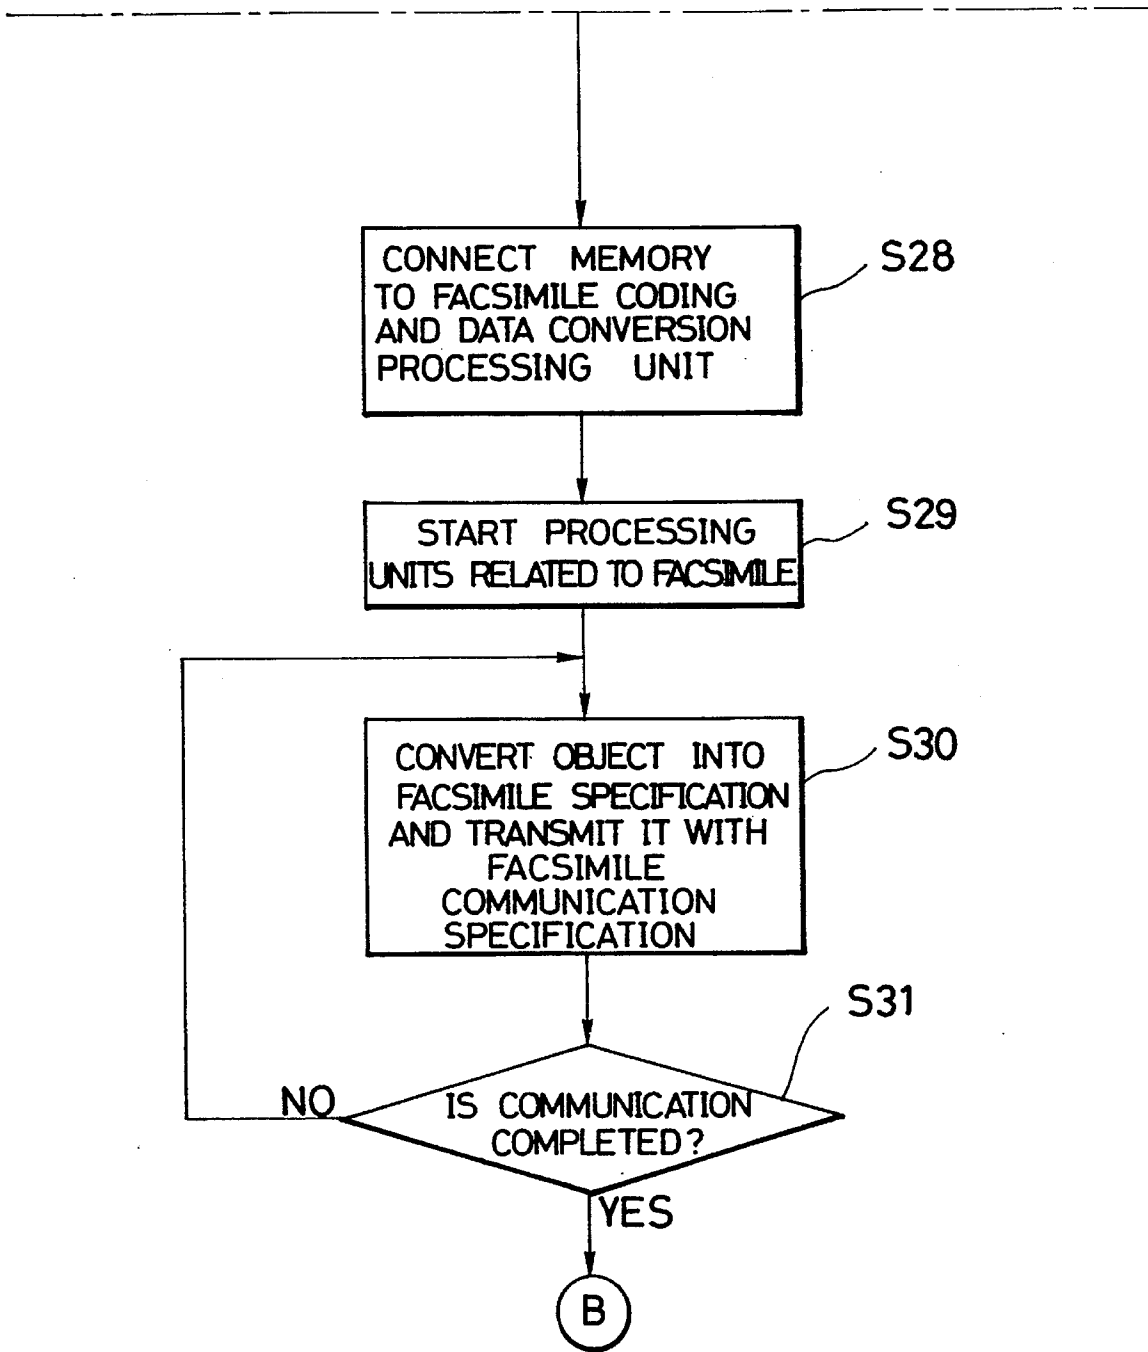 CONNECT MEMORY
TO FACSIMILE CODING
AND DATA CONVERSION
PROCESSING UNIT
S28
START PROCESSING
UNITS RELATED TO FACSIMILE
S29
CONVERT OBJECT INTO
FACSIMILE SPECIFICATION
AND TRANSMIT IT WITH
FACSIMILE
COMMUNICATION
SPECIFICATION
S30
S31
NO
IS COMMUNICATION
COMPLETED?
YES
B